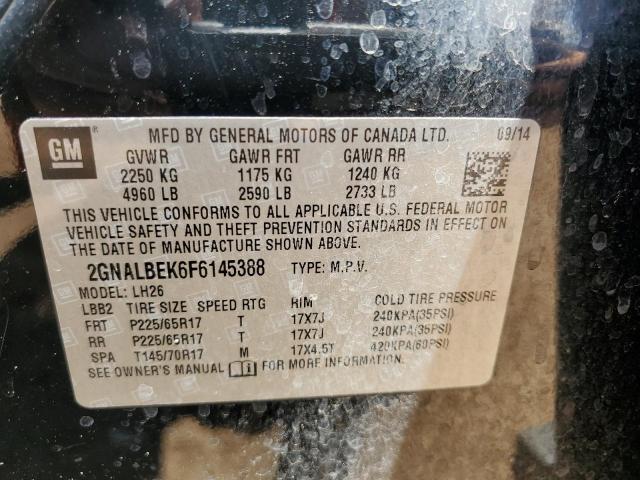 GM ® MFD BY GENERAL MOTORS OF CANADA LTD. 09/14
GVWR GAWR FRT GAWR RR
2250 KG 1175 KG 1240 KG
4960 LB 2590 LB 2733 LB
THIS VEHICLE CONFORMS TO ALL APPLICABLE U.S. FEDERAL MOTOR
VEHICLE SAFETY AND THEFT PREVENTION STANDARDS IN EFFECT
ON THE DATE OF MANUFACTURE SHOWN ABOVE.
2GNALBEK6F6145388 TYPE: M.P.V.
MODEL: LH26
LBB2 TIRE SIZE SPEED RTG RIM COLD TIRE PRESSURE
FRT P225/65R17 T 17X7J 240KPA(35PSI)
RR P225/65R17 T 17X7J 240KPA(35PSI)
SPA T145/70R17 M 17X4.5T 420KPA(60PSI)
SEE OWNER'S MANUAL FOR MORE INFORMATION.